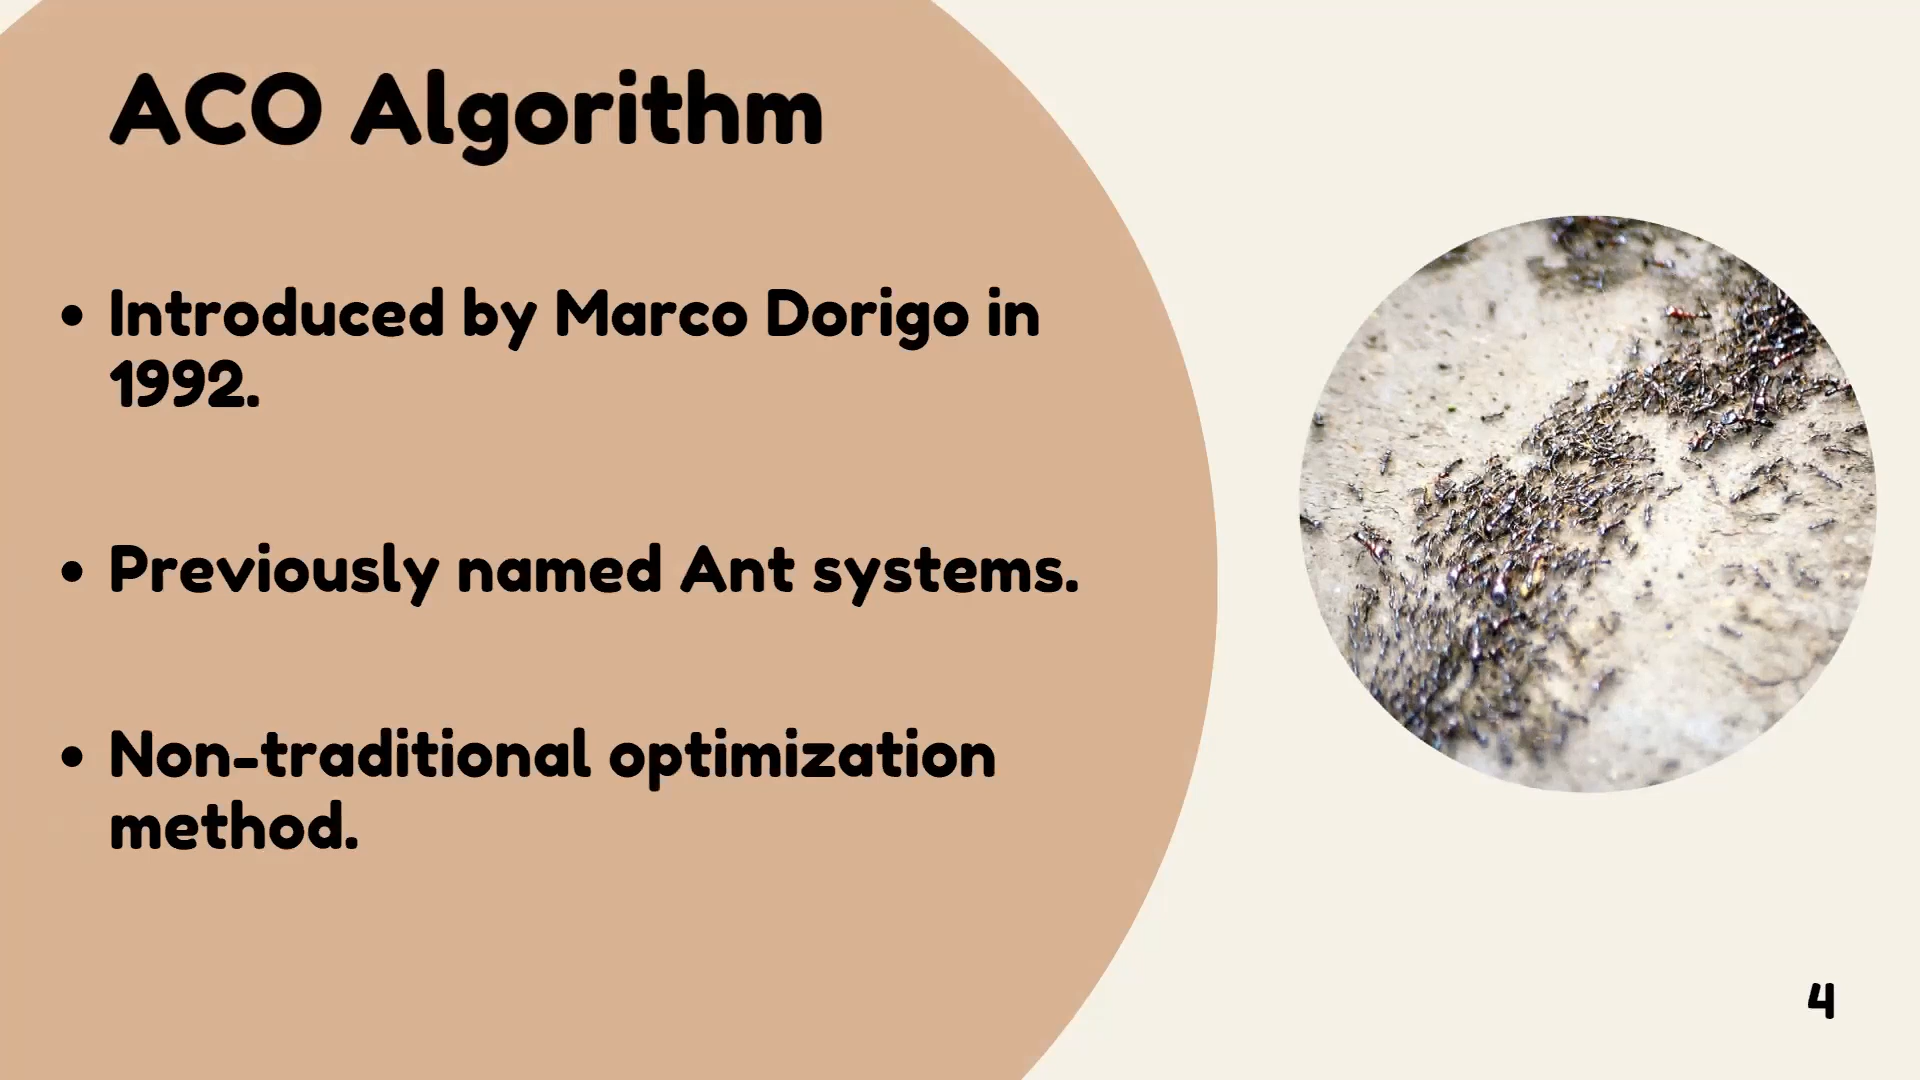 ACO Algorithm
• Introduced by Marco Dorigo in
1992.
• Previously named Ant systems.
• Non-traditional optimization
method.
4